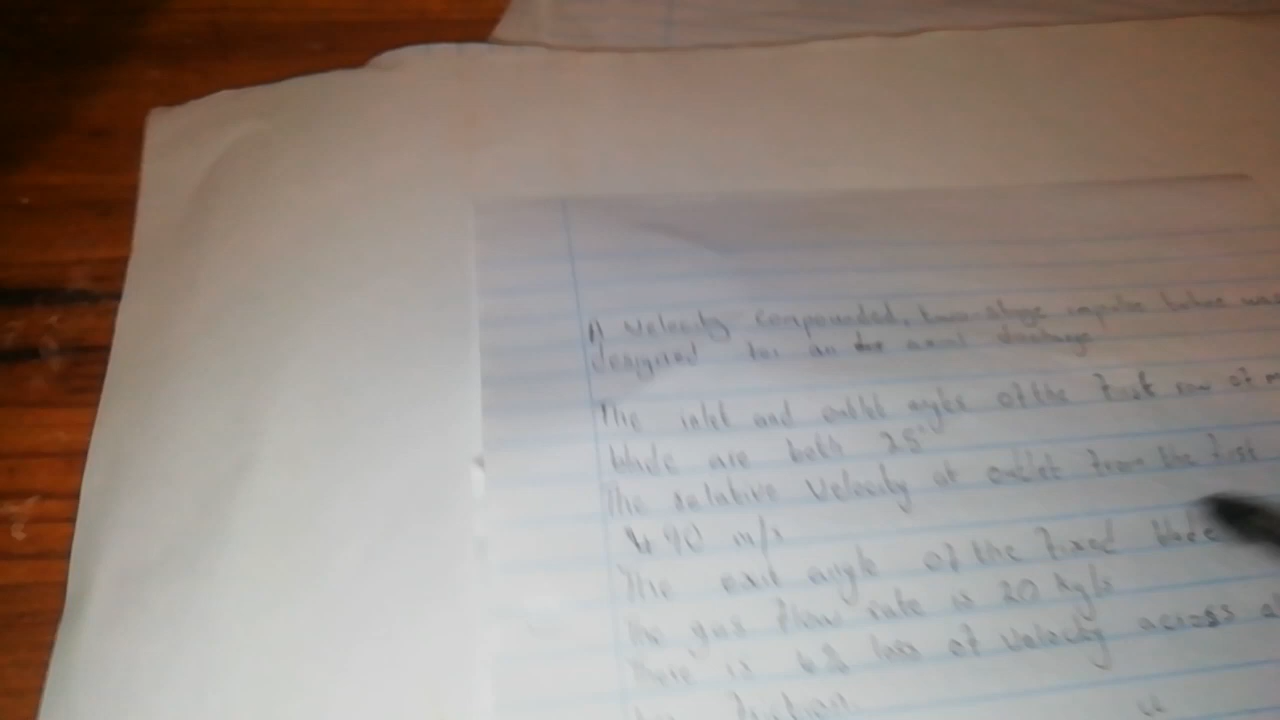 A velocity compounded, two-stage impulse turbine was
designed for an axial discharge
The inlet and outlet angles of the first row of
blade are both 25°
The relative velocity at outlet from the first
90 m/s
The exit angle of the fixed blade
The gas flow rate is 20 kg/s
There is 6% loss of velocity across
friction